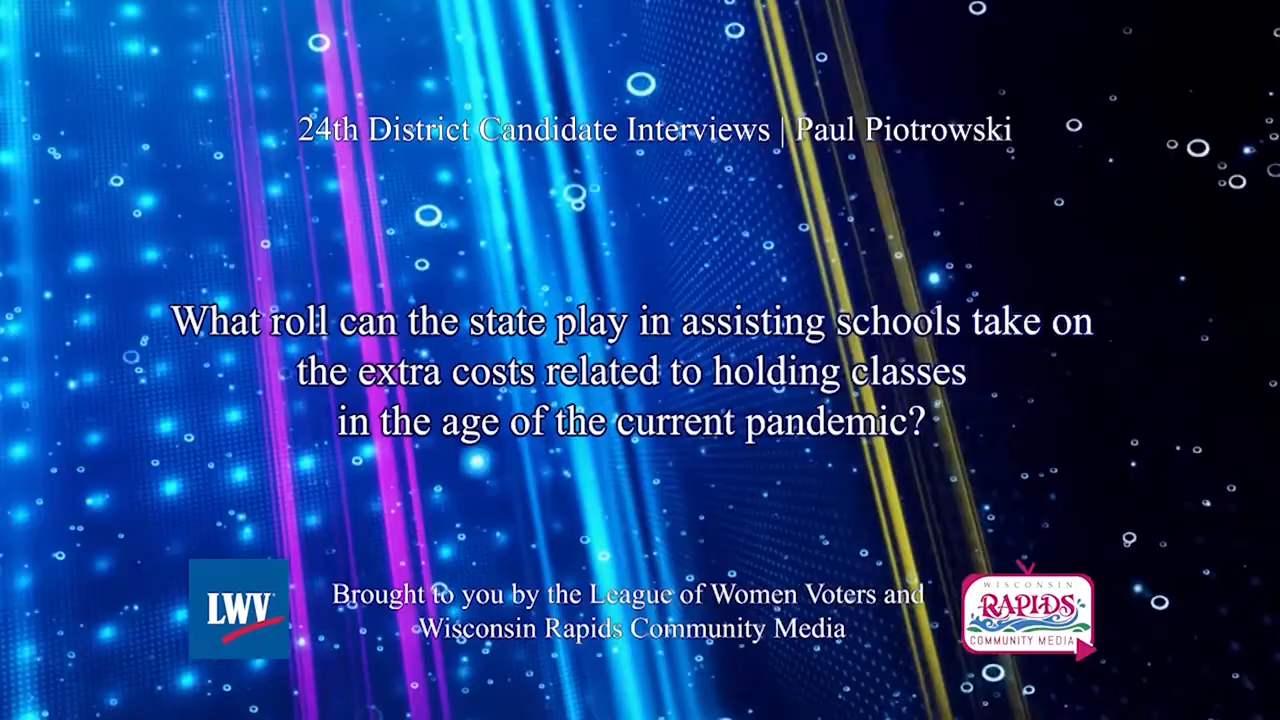 24th District Candidate Interviews | Paul Piotrowski
What roll can the state play in assisting schools take on
the extra costs related to holding classes
in the age of the current pandemic?
LWV
Brought to you by the League of Women Voters and
Wisconsin Rapids Community Media
WISCONSIN
RAPIDS
COMMUNITY MEDIA